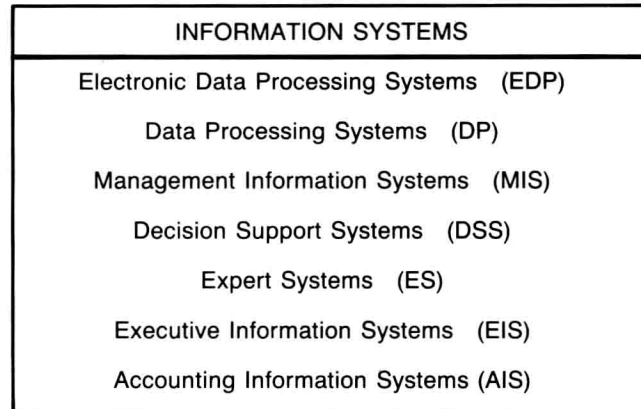 INFORMATION SYSTEMS
Electronic Data Processing Systems (EDP)
Data Processing Systems (DP)
Management Information Systems (MIS)
Decision Support Systems (DSS)
Expert Systems (ES)
Executive Information Systems (EIS)
Accounting Information Systems (AIS)